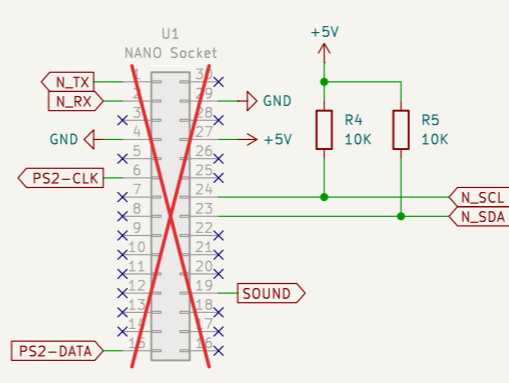 U1
NANO Socket
+5V
N_TX
N_RX
GND
PS2-CLK
PS2-DATA
1
2
3
4
5
6
7
8
9
10
11
12
13
14
15
30
29
28
27
26
25
24
23
22
21
20
19
18
17
16
GND
+5V
SOUND
R4
10K
R5
10K
N_SCL
N_SDA